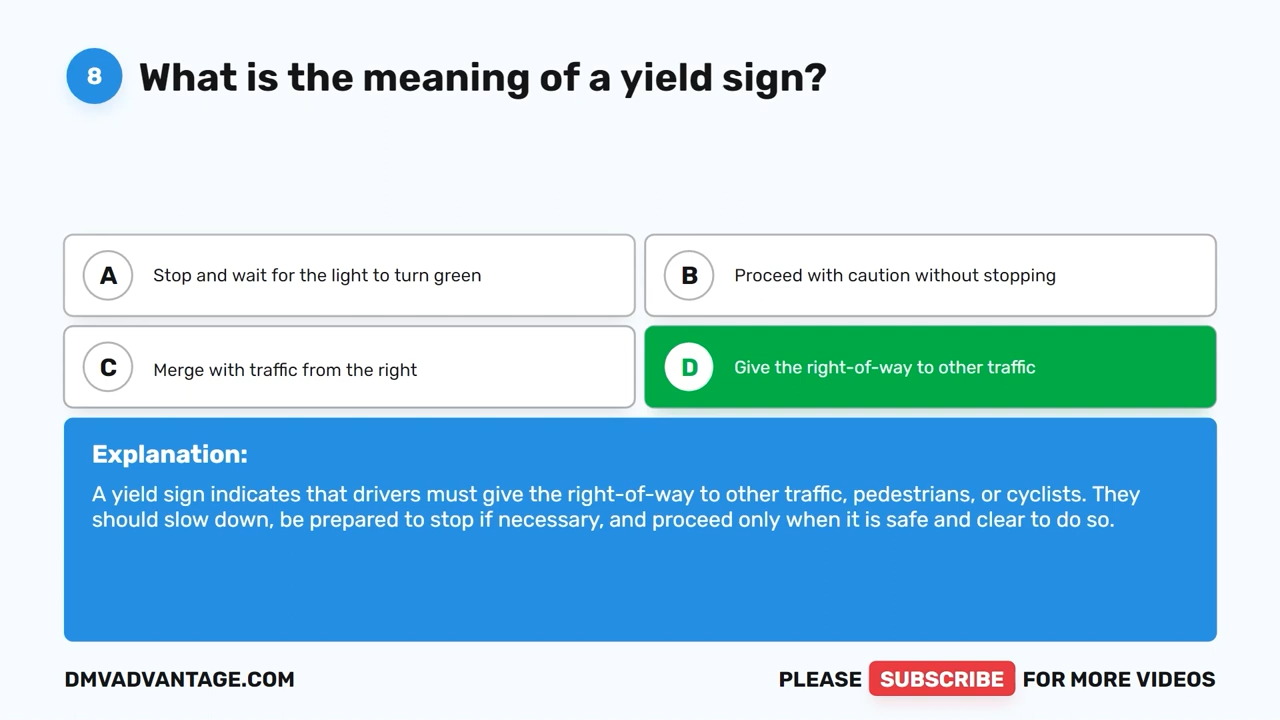 8 What is the meaning of a yield sign?
A Stop and wait for the light to turn green
B Proceed with caution without stopping
C Merge with traffic from the right
D Give the right-of-way to other traffic
Explanation:
A yield sign indicates that drivers must give the right-of-way to other traffic, pedestrians, or cyclists. They
should slow down, be prepared to stop if necessary, and proceed only when it is safe and clear to do so.
DMVADVANTAGE.COM
PLEASE SUBSCRIBE FOR MORE VIDEOS